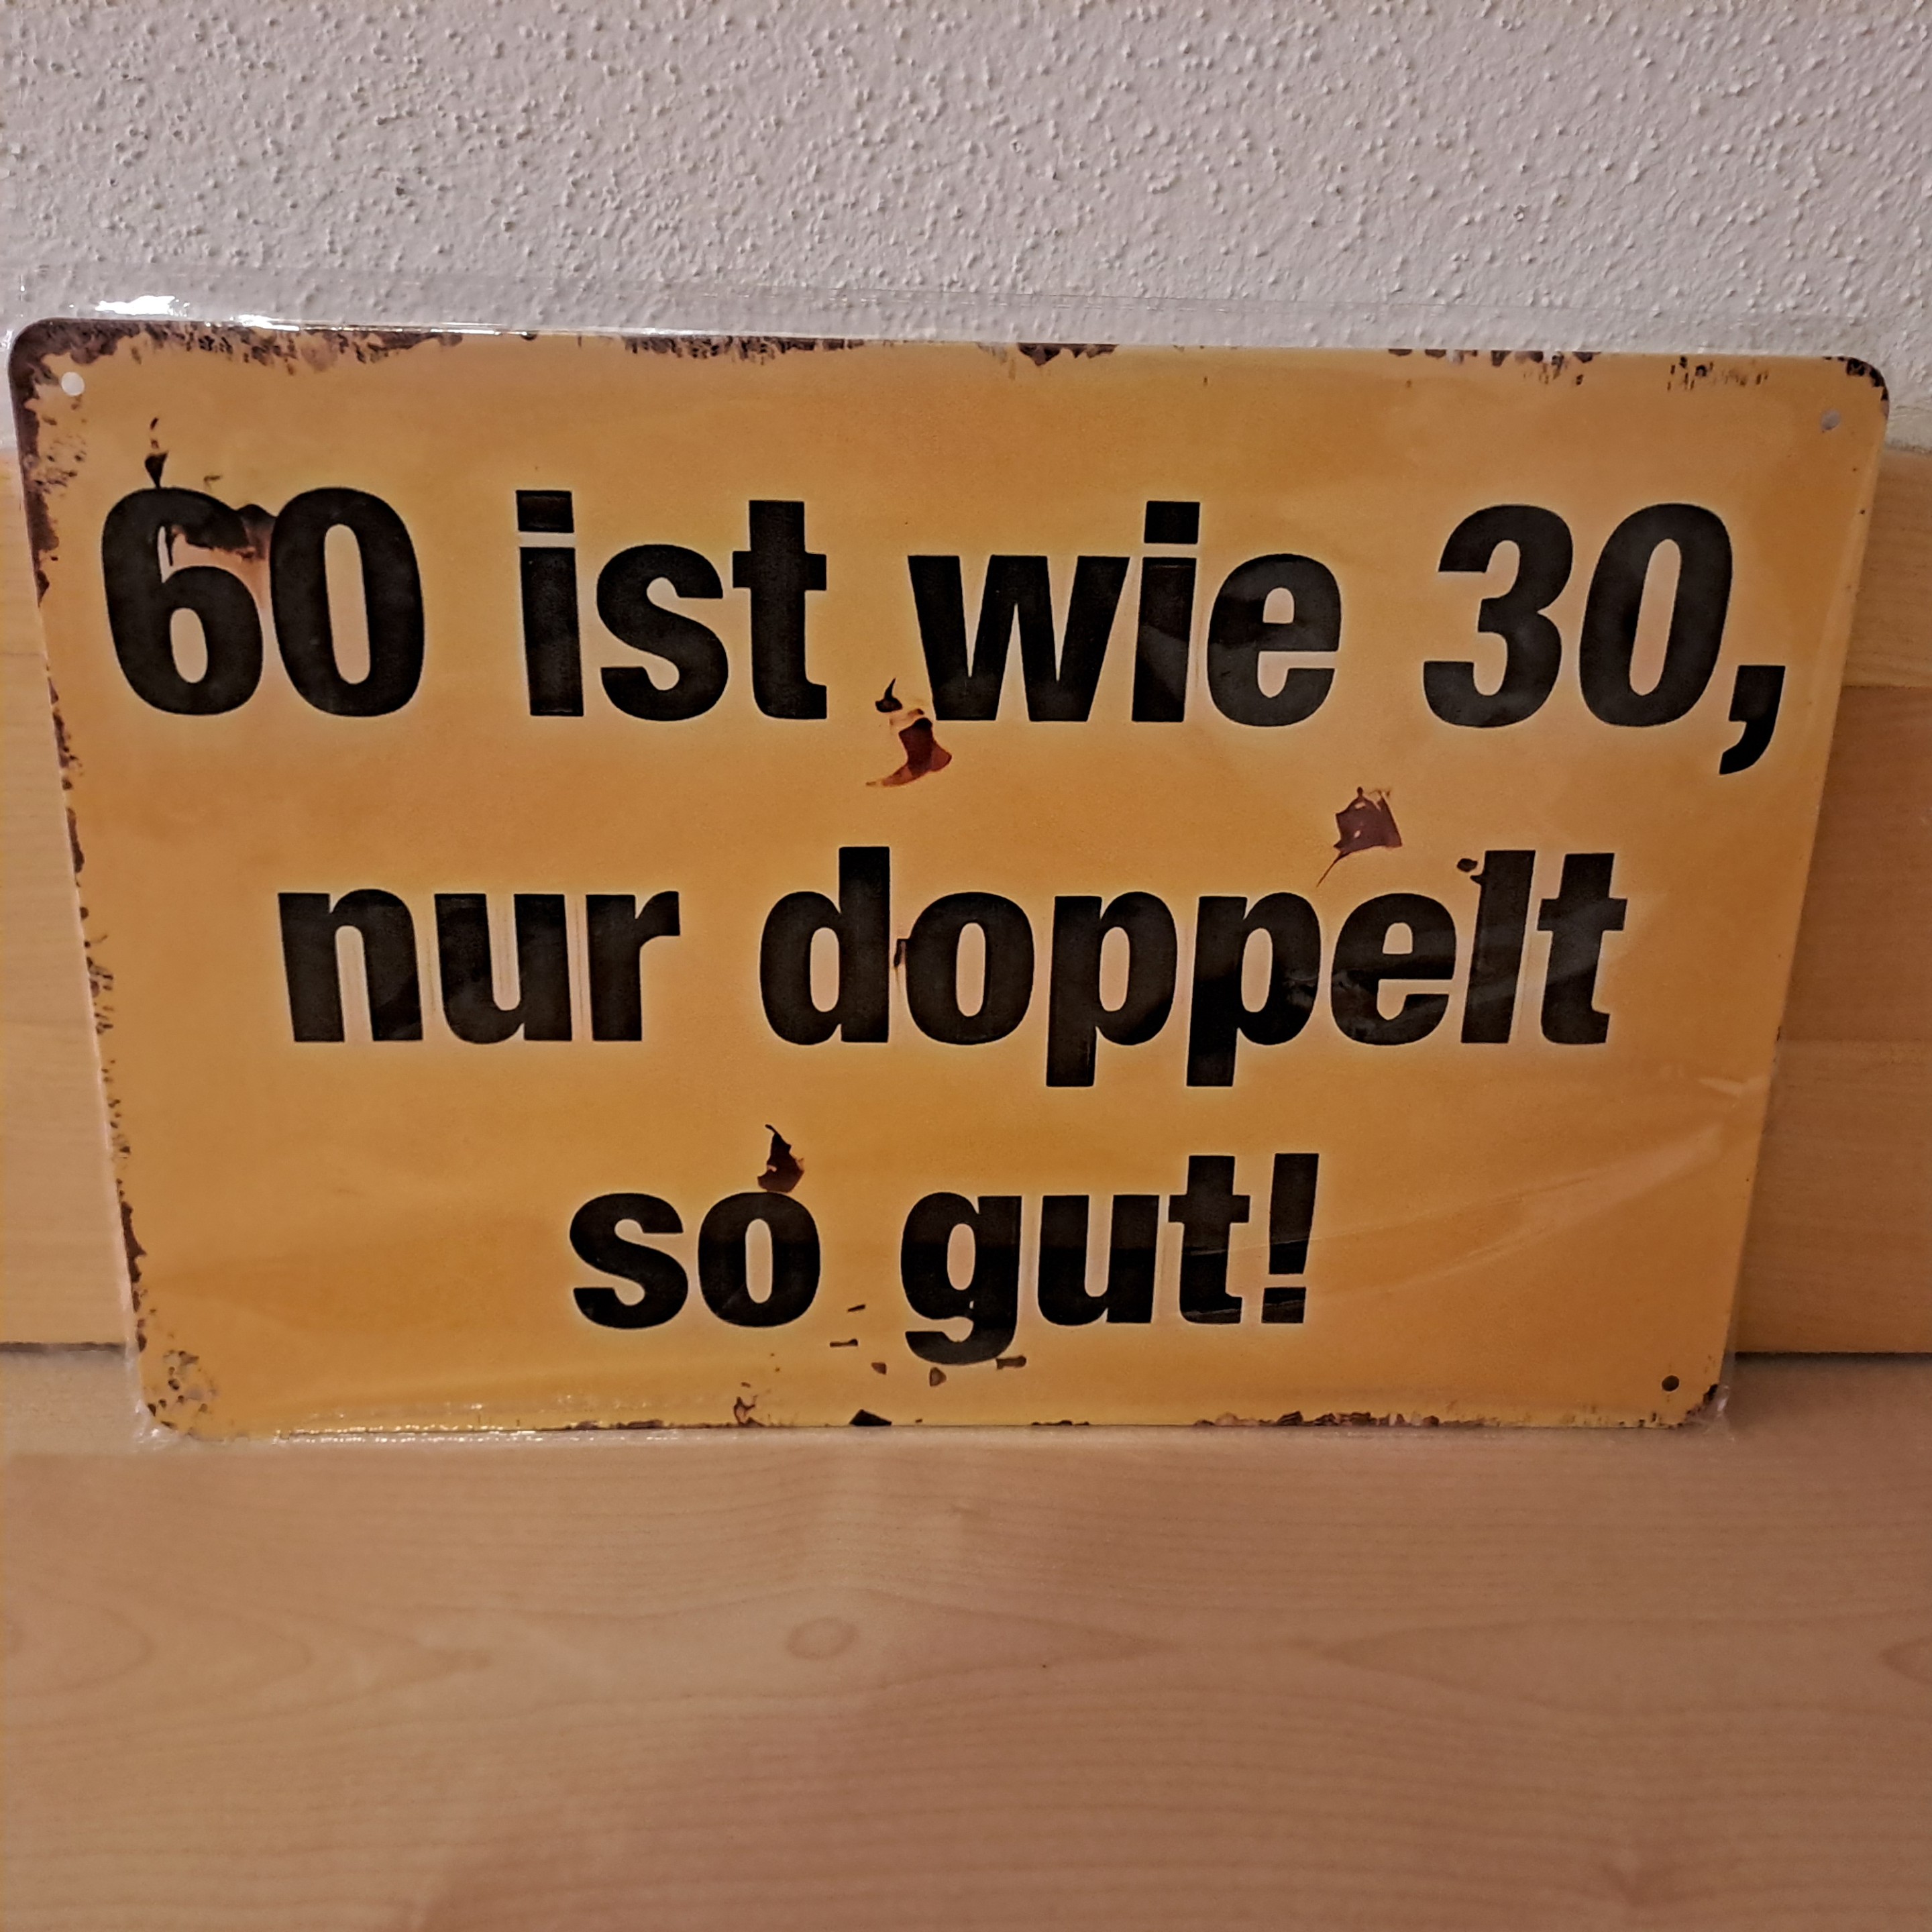 60 ist wie 30,
nur doppelt
so gut!